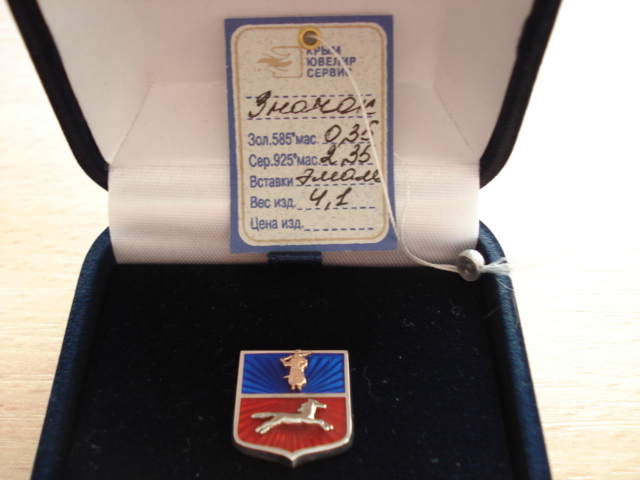 КРЫМ
ЮВЕЛИР
СЕРВИС
Значок
Зол.585°мас. 0,35
Сер.925°мас. 2,35
Вставки эмаль
Вес изд. 4,1
Цена изд.